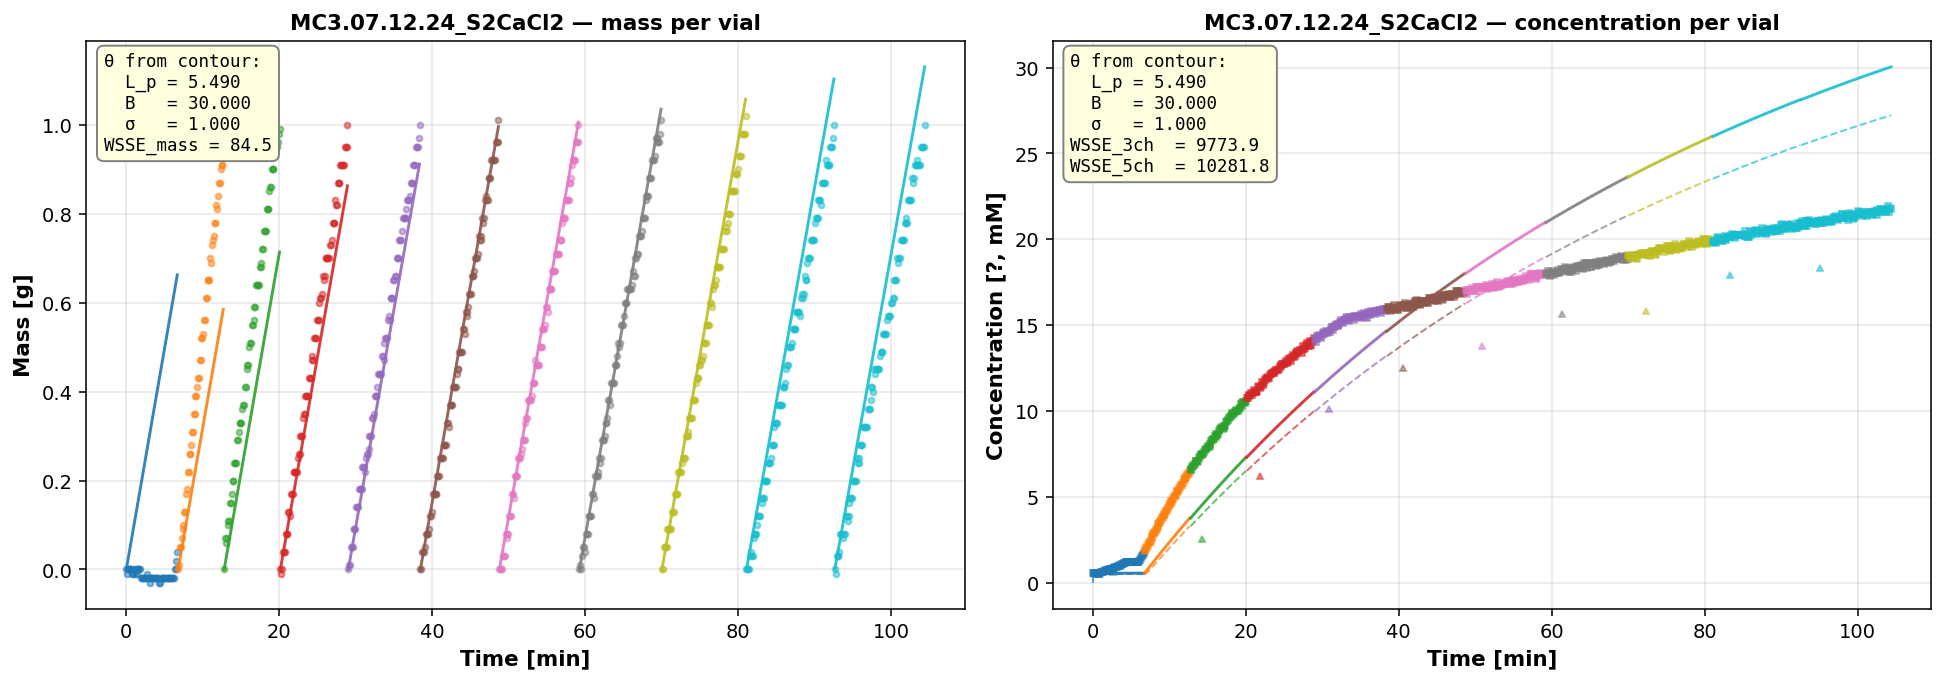 MC3.07.12.24_S2CaCl2 — mass per vial
θ from contour:
L_p = 5.490
B = 30.000
σ = 1.000
WSSE_mass = 84.5
Mass [g]
1.0
0.8
0.6
0.4
0.2
0.0
0 20 40 60 80 100
Time [min]
MC3.07.12.24_S2CaCl2 — concentration per vial
θ from contour:
L_p = 5.490
B = 30.000
σ = 1.000
WSSE_3ch = 9773.9
WSSE_5ch = 10281.8
Concentration [?, mM]
30
25
20
15
10
5
0
0 20 40 60 80 100
Time [min]